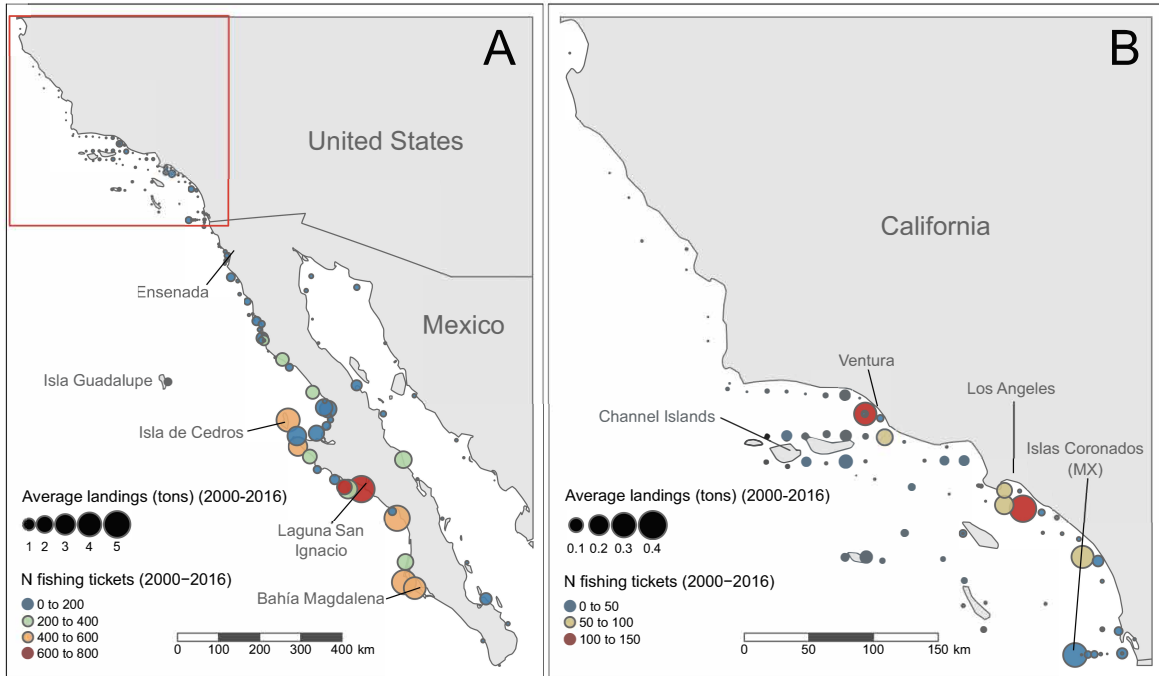 A
United States
Ensenada
Mexico
Isla Guadalupe
Isla de Cedros
Average landings (tons) (2000-2016)
1 2 3 4 5
Laguna San
Ignacio
N fishing tickets (2000−2016)
0 to 200
200 to 400
400 to 600
600 to 800
Bahía Magdalena
0 100 200 300 400 km
B
California
Ventura
Los Angeles
Channel Islands
Islas Coronados
(MX)
Average landings (tons) (2000-2016)
0.1 0.2 0.3 0.4
N fishing tickets (2000−2016)
0 to 50
50 to 100
100 to 150
0 50 100 150 km